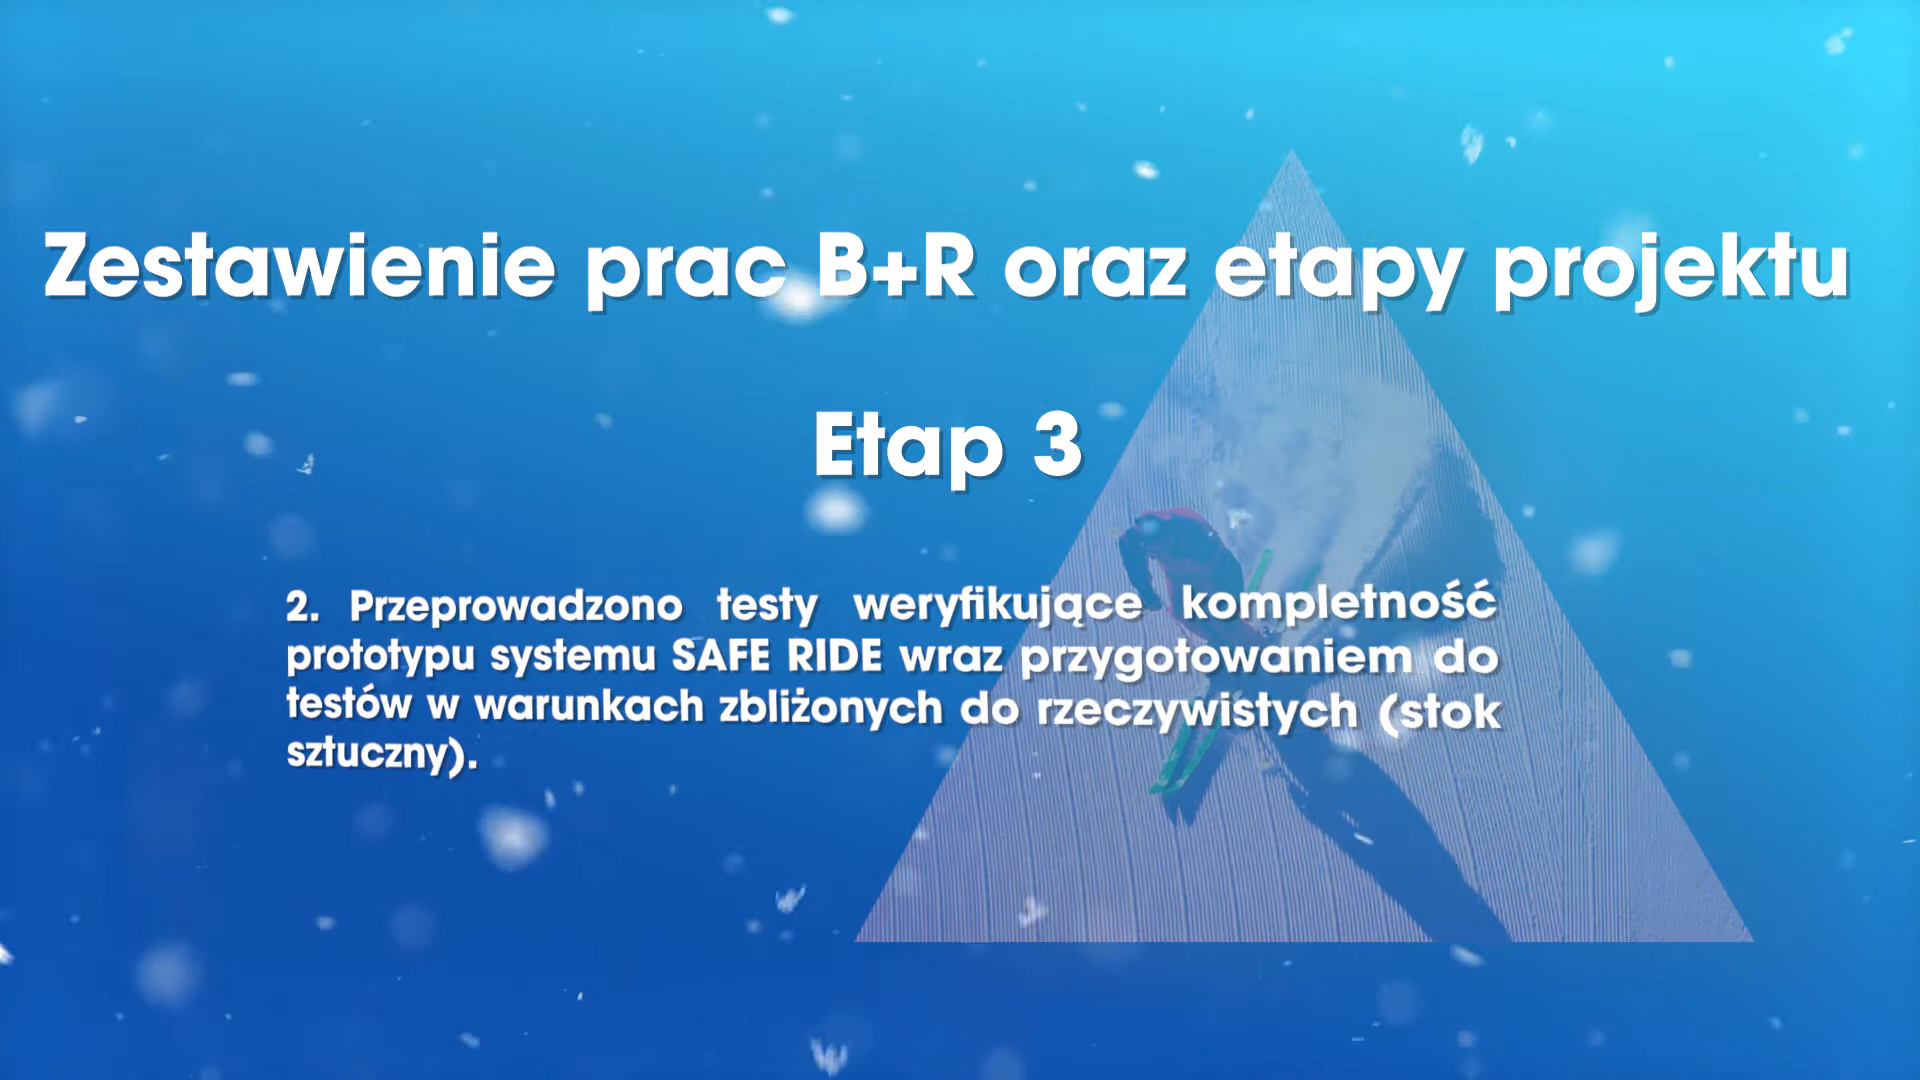 Zestawienie prac B+R oraz etapy projektu
Etap 3
2. Przeprowadzono testy weryfikujące kompletność
prototypu systemu SAFE RIDE wraz przygotowaniem do
testów w warunkach zbliżonych do rzeczywistych (stok
sztuczny).